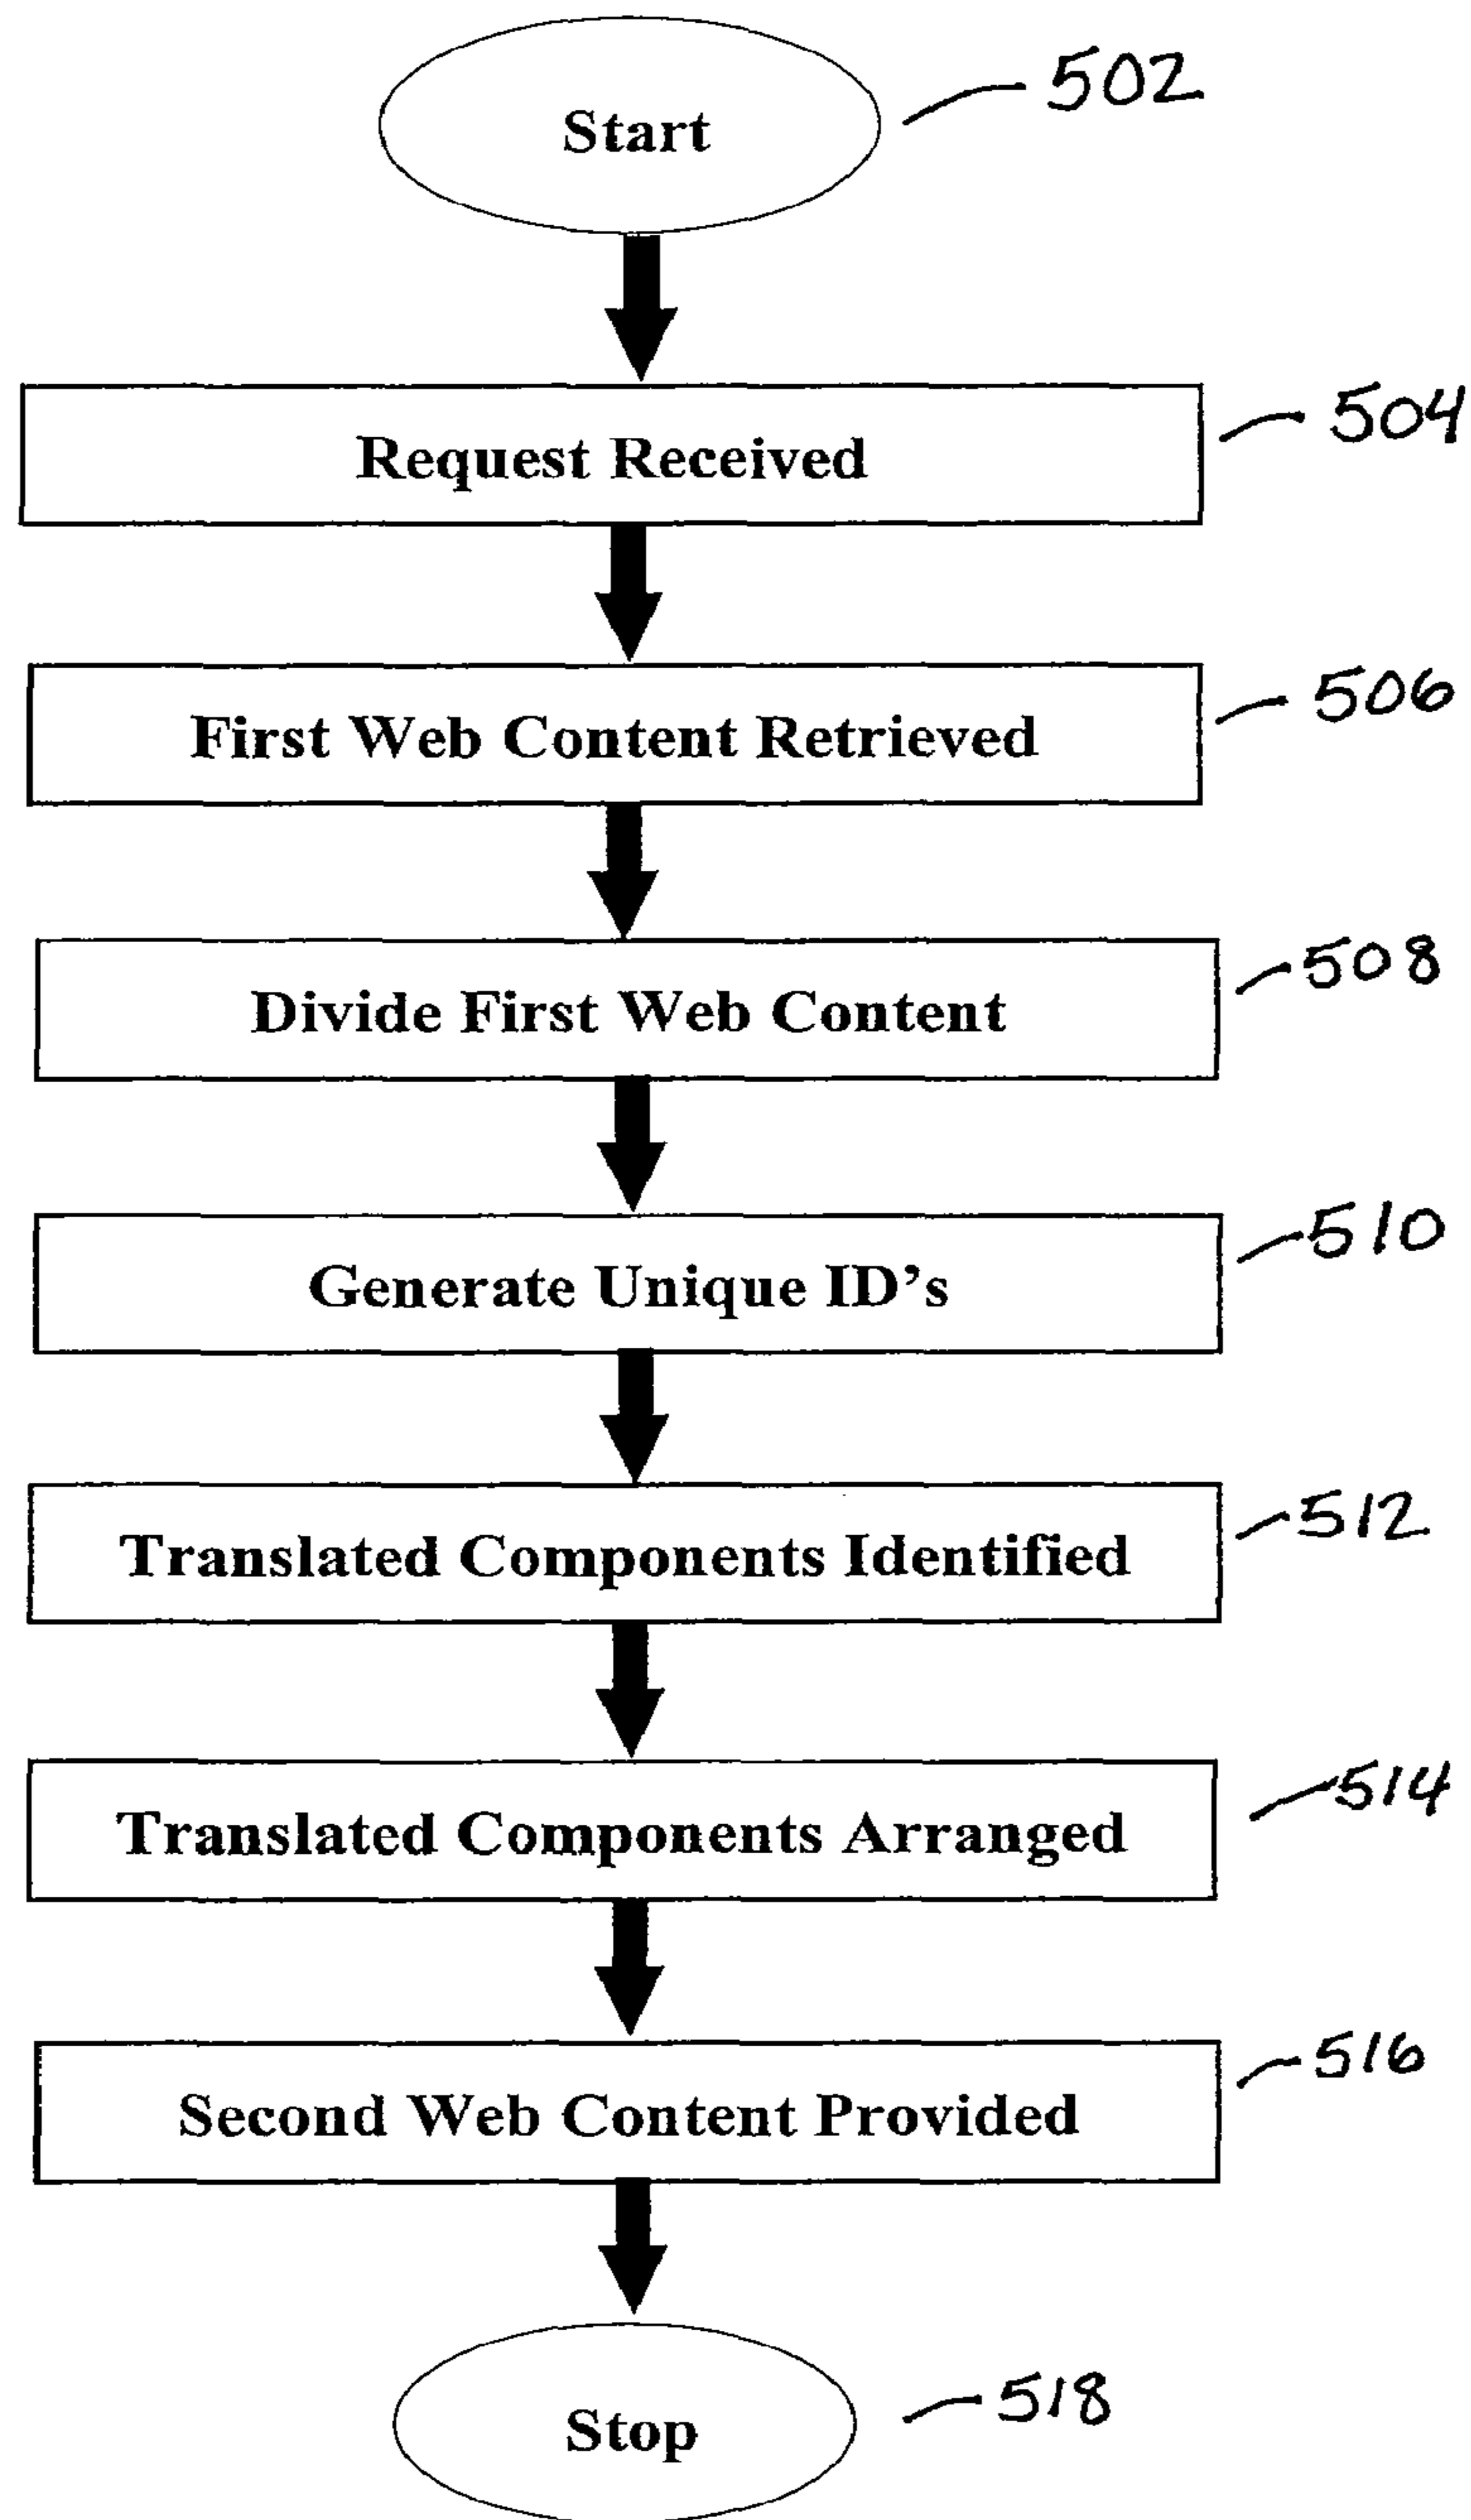 Start
502
Request Received
504
First Web Content Retrieved
506
Divide First Web Content
508
Generate Unique ID’s
510
Translated Components Identified
512
Translated Components Arranged
514
Second Web Content Provided
516
Stop
518